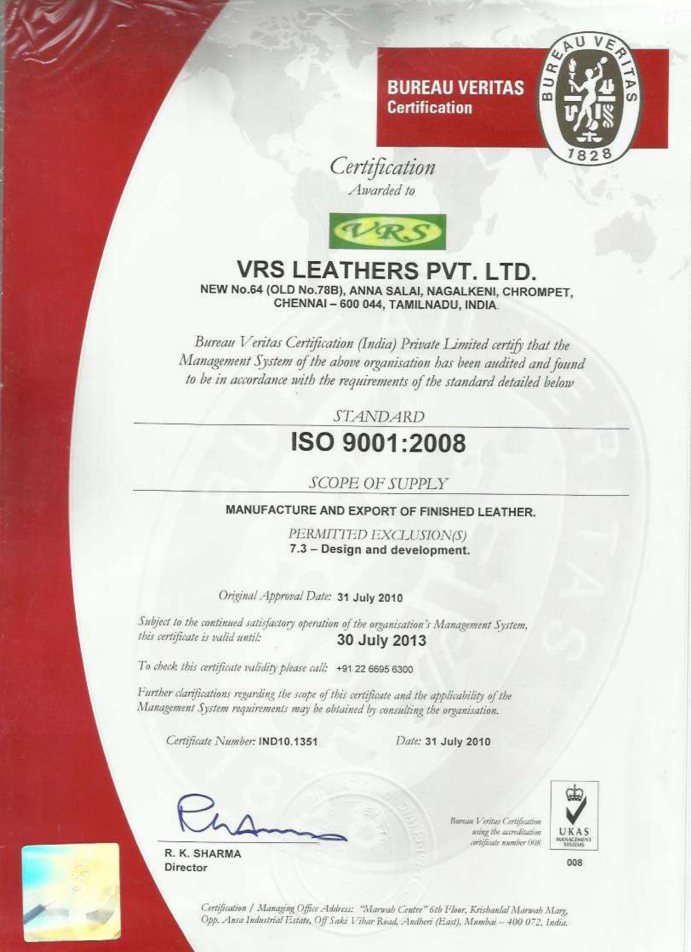 BUREAU VERITAS
Certification
BUREAU VERITAS
1828
Certification
Awarded to
VRS
VRS LEATHERS PVT. LTD.
NEW No.64 (OLD No.78B), ANNA SALAI, NAGALKENI, CHROMPET,
CHENNAI – 600 044, TAMILNADU, INDIA.
Bureau Veritas Certification (India) Private Limited certify that the
Management System of the above organisation has been audited and found
to be in accordance with the requirements of the standard detailed below
STANDARD
ISO 9001:2008
SCOPE OF SUPPLY
MANUFACTURE AND EXPORT OF FINISHED LEATHER.
PERMITTED EXCLUSION(S)
7.3 – Design and development.
Original Approval Date: 31 July 2010
Subject to the continued satisfactory operation of the organisation's Management System,
this certificate is valid until: 30 July 2013
To check this certificate validity please call: +91 22 6695 6300
Further clarifications regarding the scope of this certificate and the applicability of the
Management System requirements may be obtained by consulting the organisation.
Certificate Number: IND10.1351 Date: 31 July 2010
R. K. SHARMA
Director
Bureau Veritas Certification
using the accreditation
certificate number 008
UKAS
MANAGEMENT
SYSTEMS
008
Certification / Managing Office Address: "Marwah Centre" 6th Floor, Krishanlal Marwah Marg,
Opp. Ansa Industrial Estate, Off Saki Vihar Road, Andheri (East), Mumbai – 400 072, India.